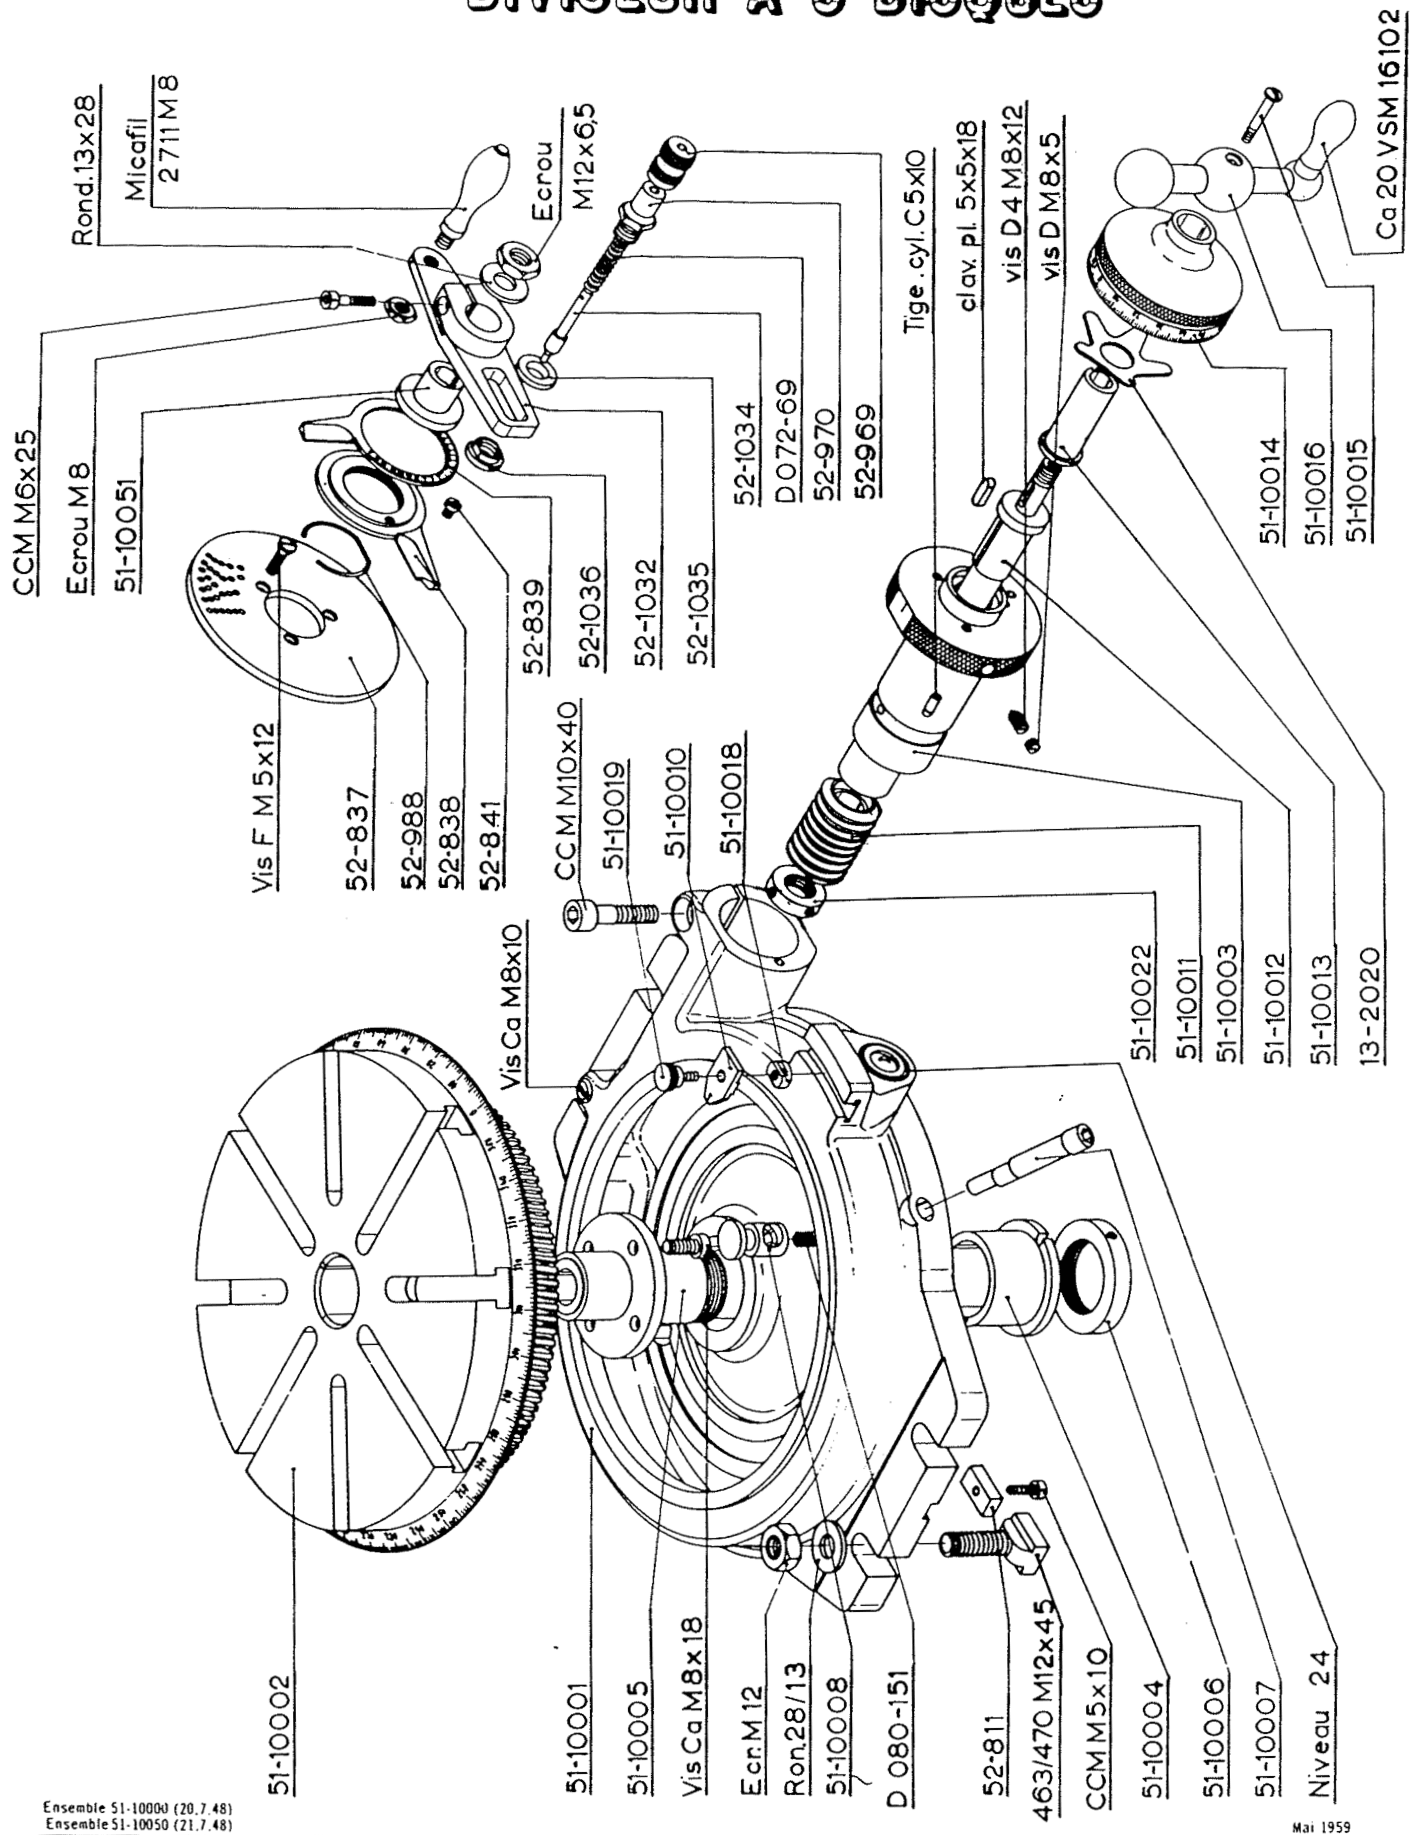 DIVISEUR A 3 DISQUES
CCM M6x25
Ecrou M8
51-10051
Rond.13x28
Micafil
2711 M8
Ecrou
M12x6,5
Vis F M5x12
52-837
52-988
52-838
52-841
52-839
52-1036
52-1032
52-1035
52-1034
D072-69
52-970
52-969
Tige.cyl.C5x10
clav. pl. 5x5x18
vis D4 M8x12
vis D M8x5
Ca 20.VSM 16102
51-10014
51-10016
51-10015
Vis Ca M8x10
CCM M10x40
51-10019
51-10010
51-10018
51-10022
51-10011
51-10003
51-10012
51-10013
13-2020
51-10002
51-10001
51-10005
Vis Ca M8x18
Ecr.M12
Ron.28/13
51-10008
D 080-151
52-811
463/470 M12x45
CCM M5x10
51-10004
51-10006
51-10007
Niveau 24
Ensemble 51-10000 (20.7.48)
Ensemble 51-10050 (21.7.48)
Mai 1959